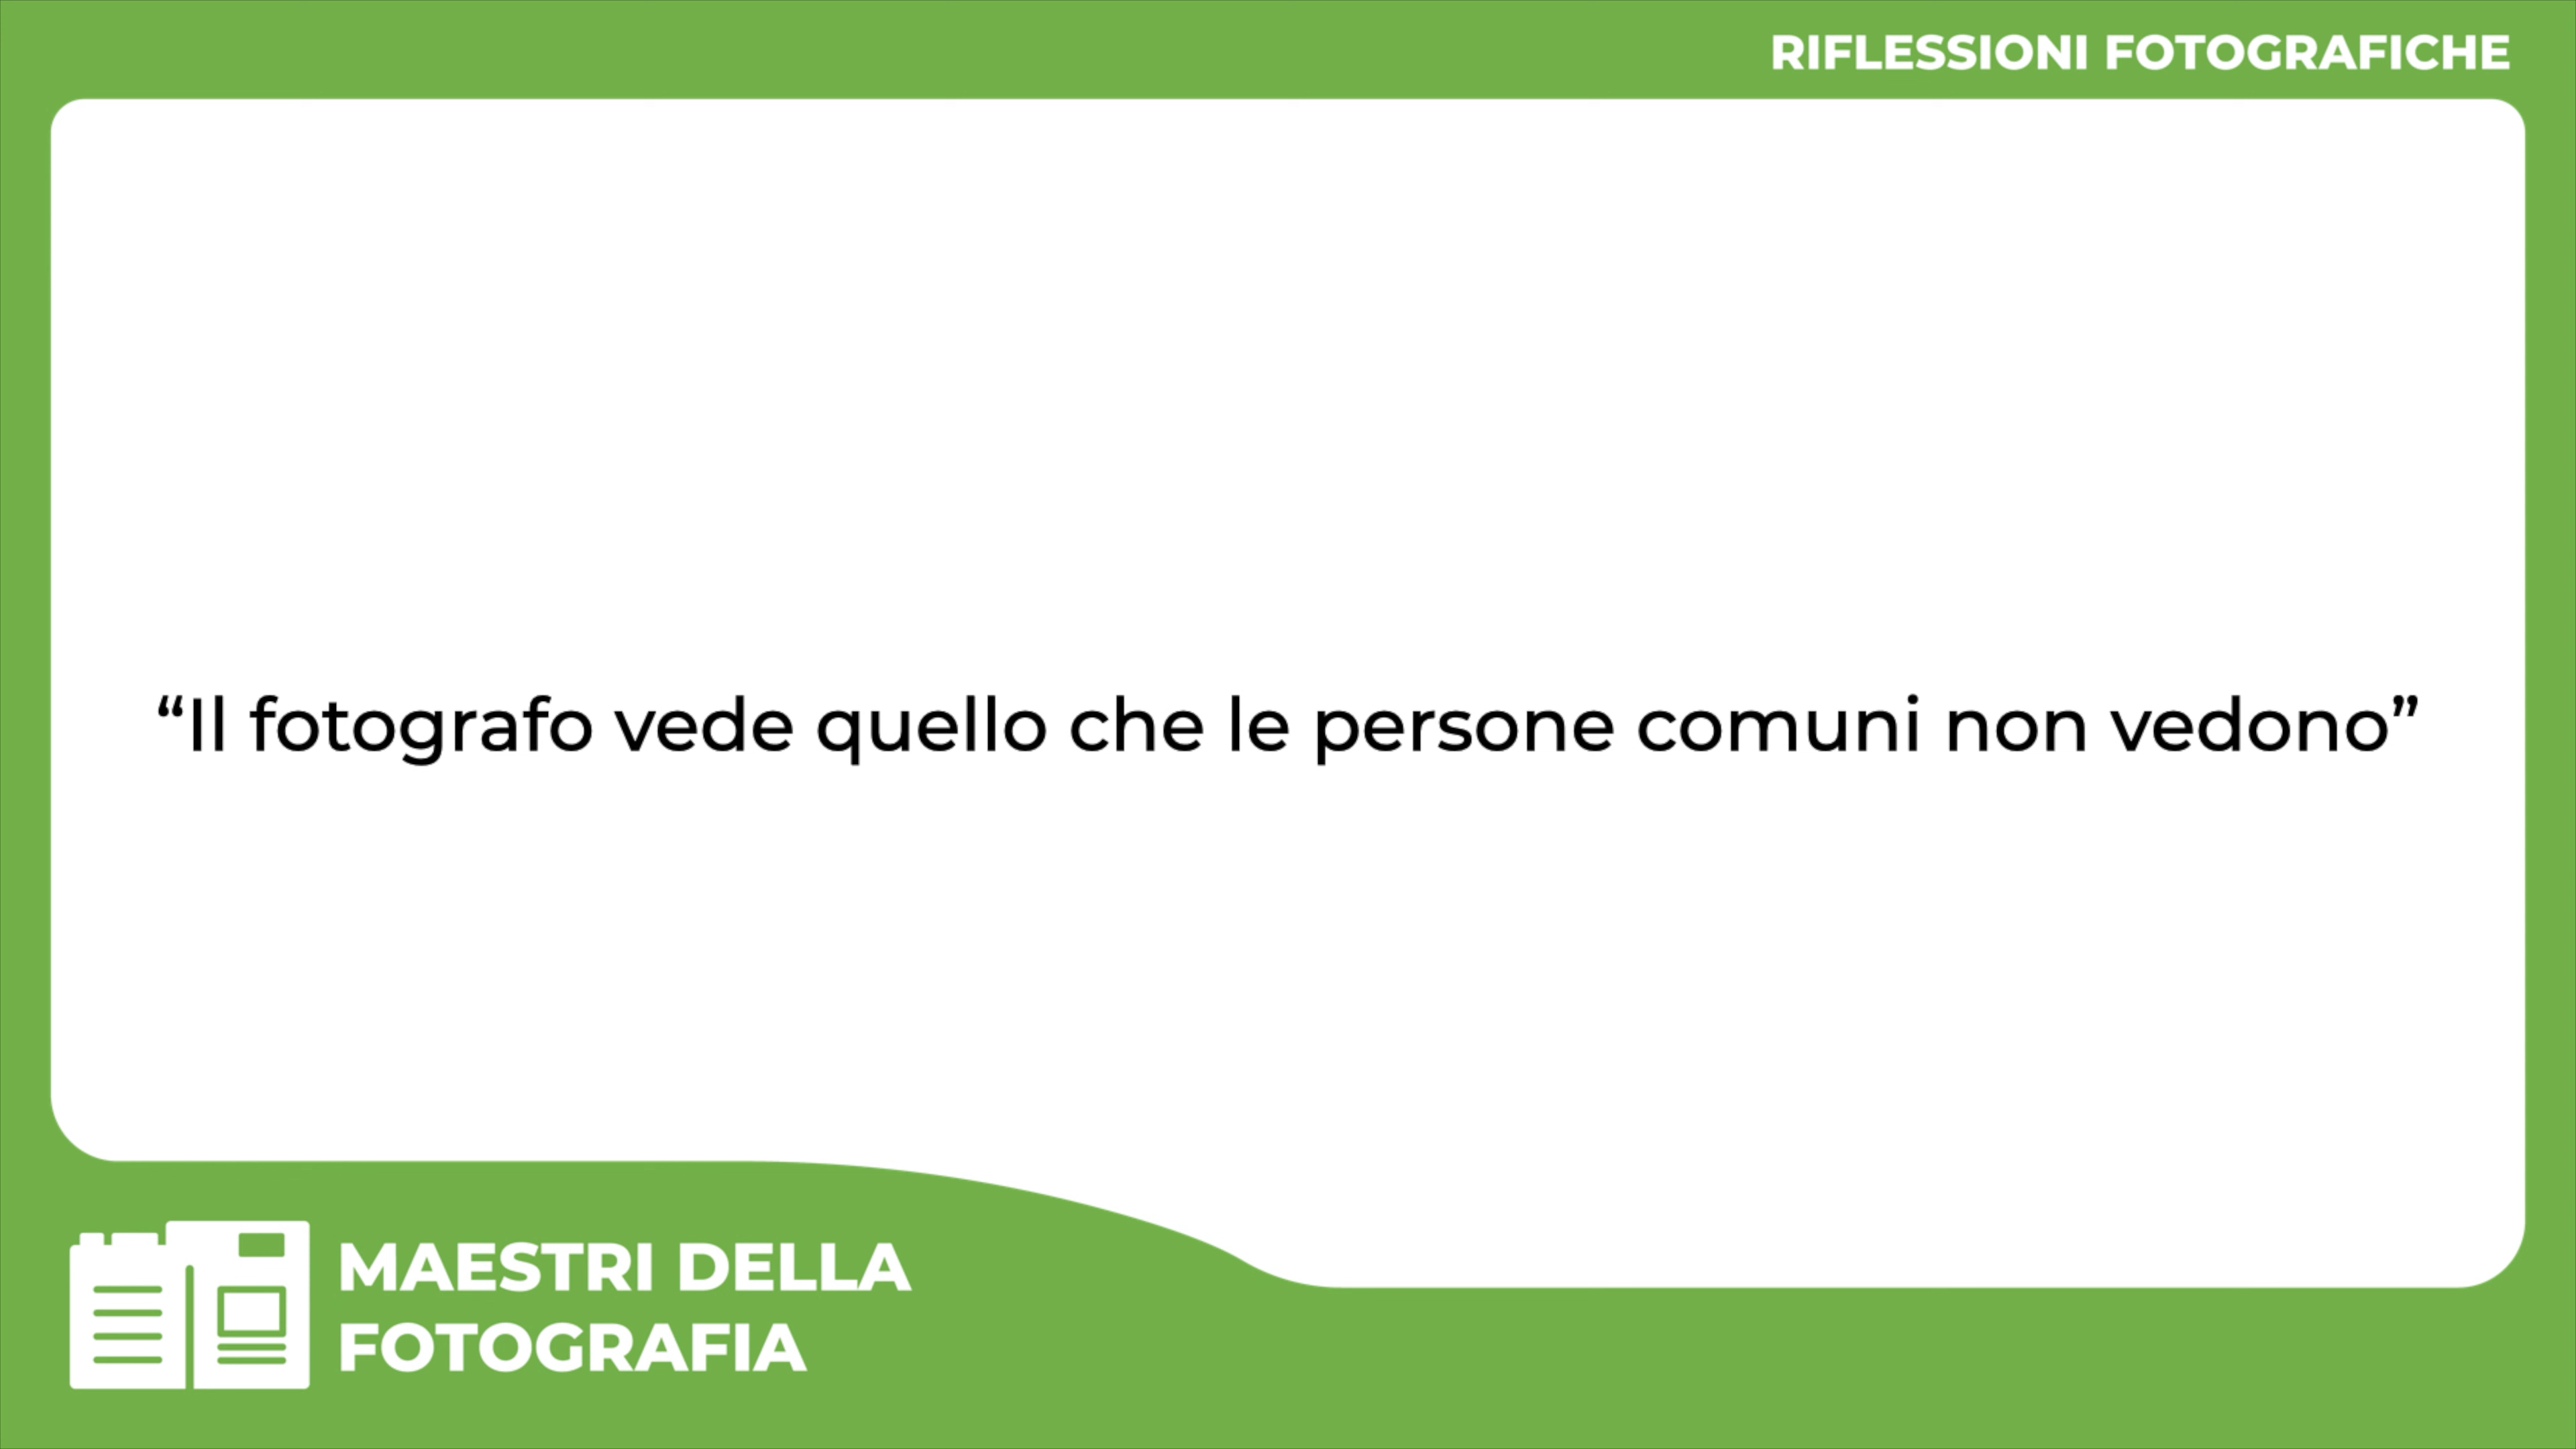 RIFLESSIONI FOTOGRAFICHE
“Il fotografo vede quello che le persone comuni non vedono”
MAESTRI DELLA
FOTOGRAFIA